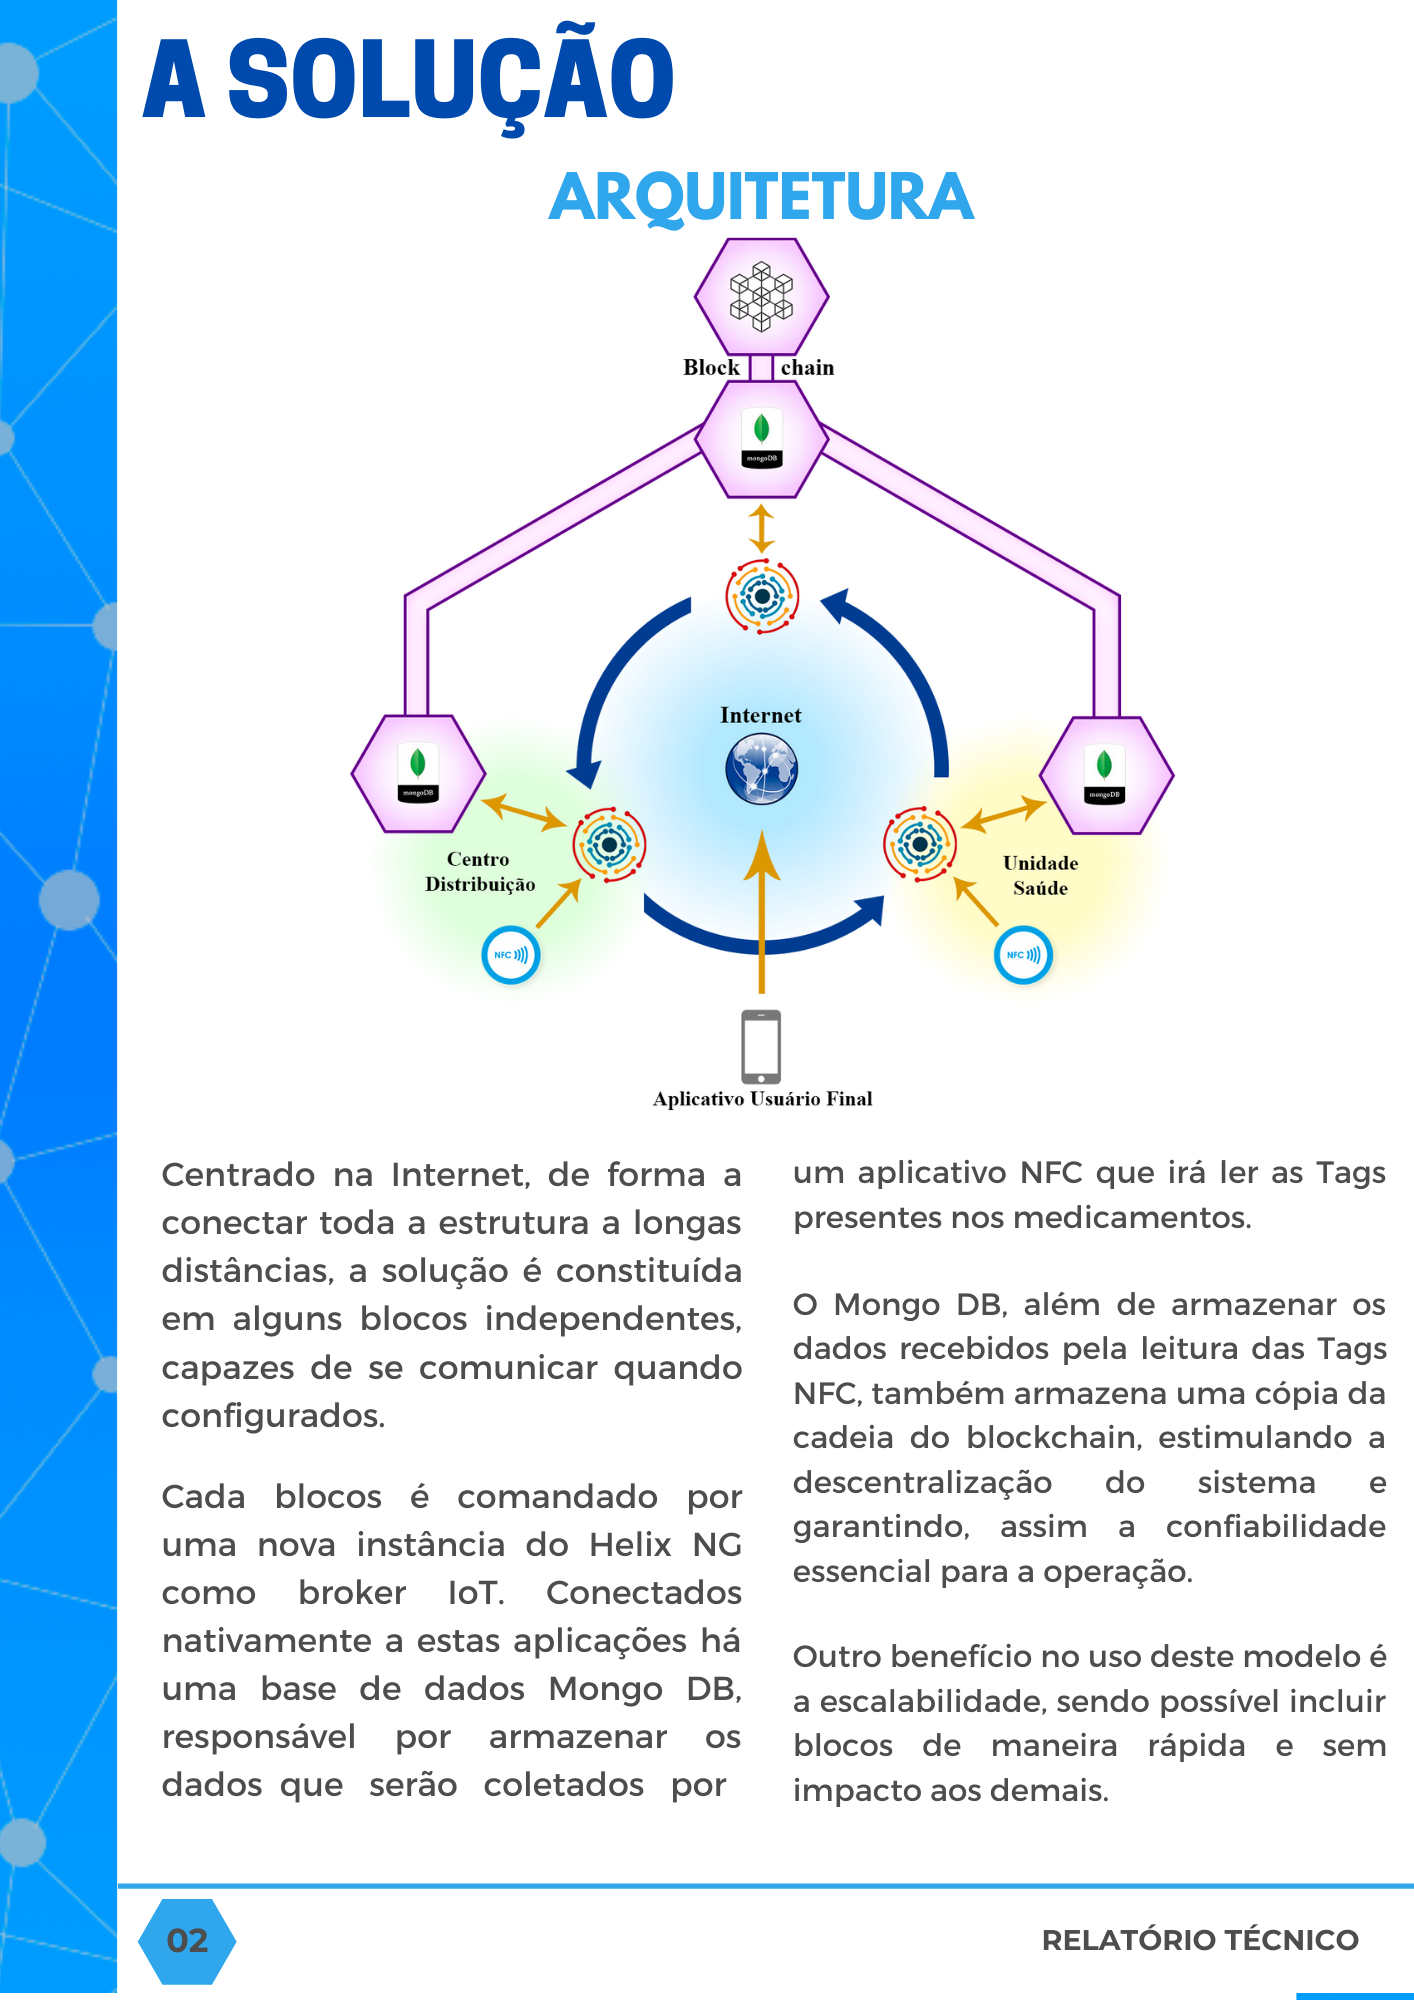 A SOLUÇÃO
ARQUITETURA
Block chain
mongoDB
Internet
mongoDB
mongoDB
Centro
Distribuição
Unidade
Saúde
NFC
NFC
Aplicativo Usuário Final
Centrado na Internet, de forma a
conectar toda a estrutura a longas
distâncias, a solução é constituída
em alguns blocos independentes,
capazes de se comunicar quando
configurados.
Cada blocos é comandado por
uma nova instância do Helix NG
como broker IoT. Conectados
nativamente a estas aplicações há
uma base de dados Mongo DB,
responsável por armazenar os
dados que serão coletados por
um aplicativo NFC que irá ler as Tags
presentes nos medicamentos.
O Mongo DB, além de armazenar os
dados recebidos pela leitura das Tags
NFC, também armazena uma cópia da
cadeia do blockchain, estimulando a
descentralização do sistema e
garantindo, assim a confiabilidade
essencial para a operação.
Outro benefício no uso deste modelo é
a escalabilidade, sendo possível incluir
blocos de maneira rápida e sem
impacto aos demais.
02
RELATÓRIO TÉCNICO